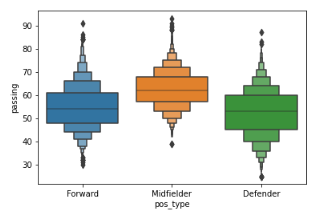 90
80
70
60
50
40
30
passing
Forward
Midfielder
Defender
pos_type